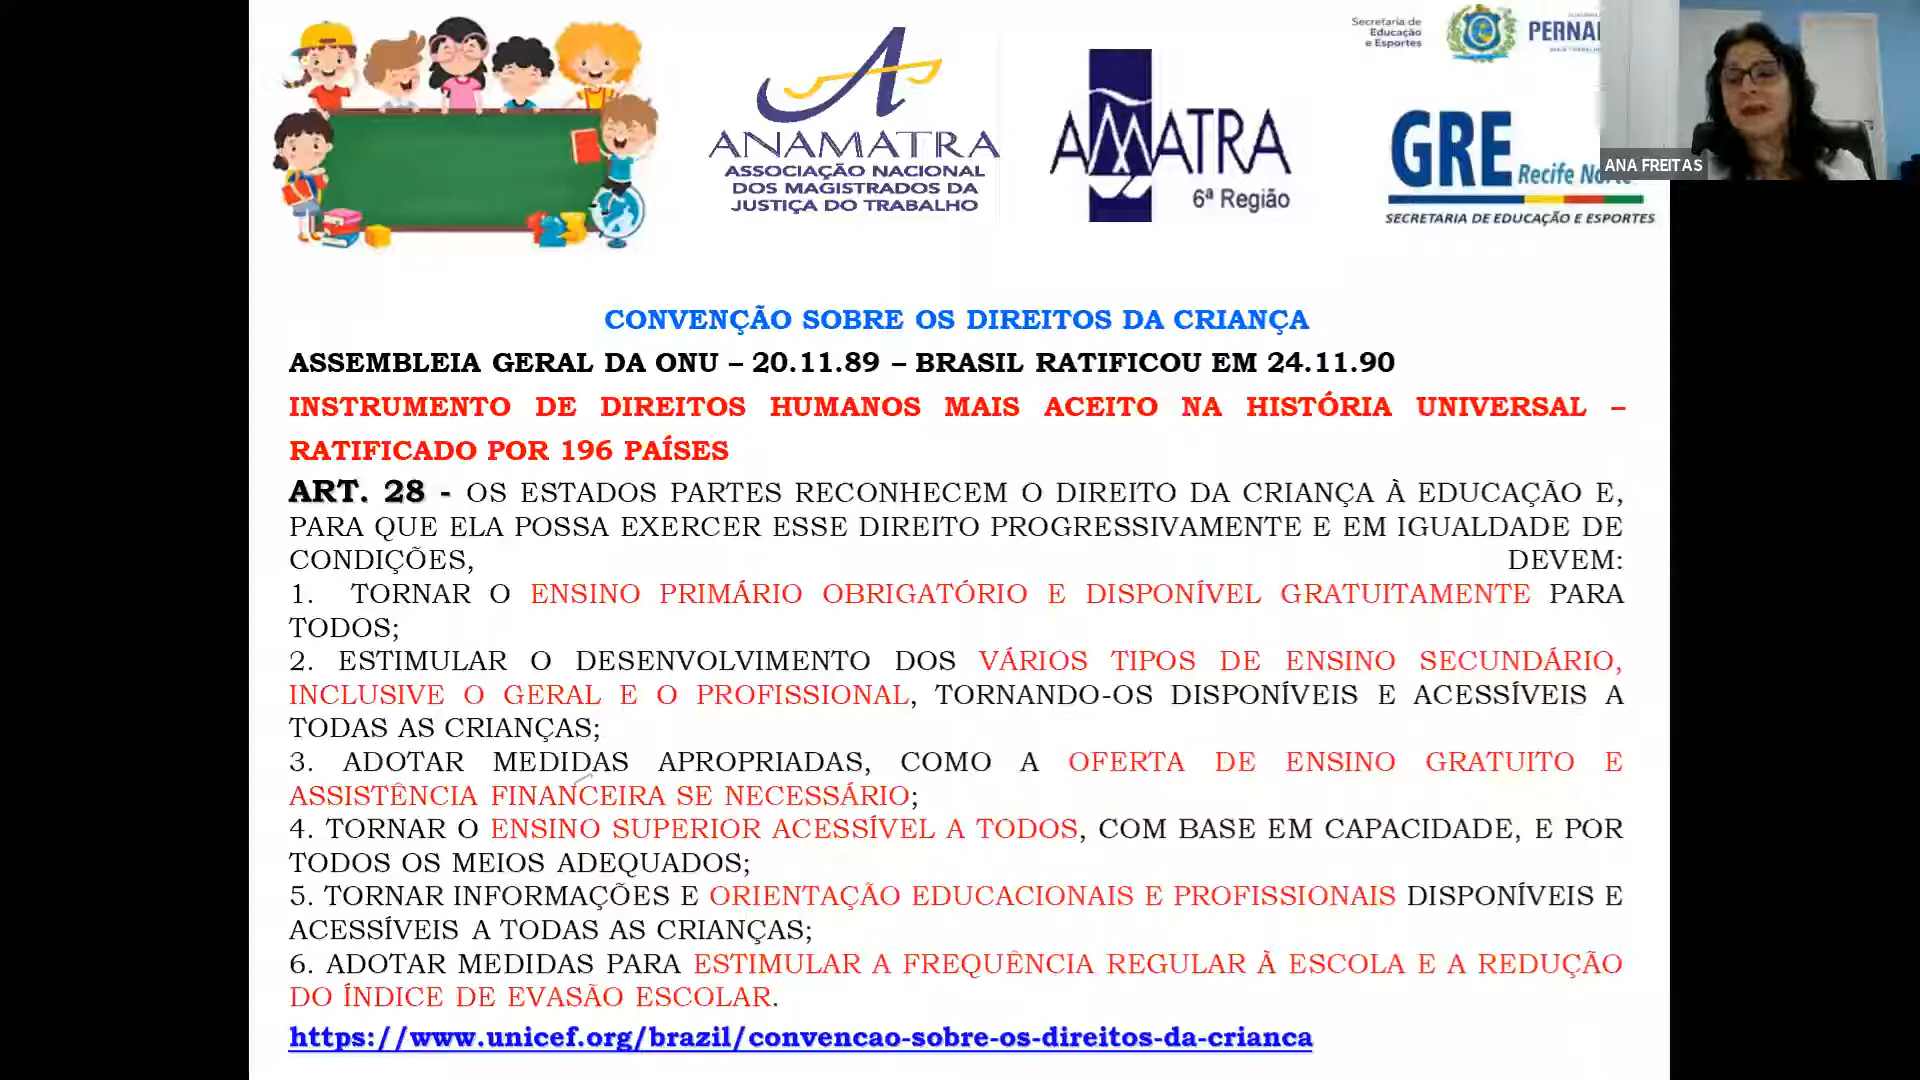 Secretaria de
Educação
e Esportes
ANAMATRA
ASSOCIAÇÃO NACIONAL
DOS MAGISTRADOS DA
JUSTIÇA DO TRABALHO
AMATRA
6ª Região
GRE Recife
SECRETARIA DE EDUCAÇÃO E ESPORTES
ANA FREITAS
123
CONVENÇÃO SOBRE OS DIREITOS DA CRIANÇA
ASSEMBLEIA GERAL DA ONU – 20.11.89 – BRASIL RATIFICOU EM 24.11.90
INSTRUMENTO DE DIREITOS HUMANOS MAIS ACEITO NA HISTÓRIA UNIVERSAL –
RATIFICADO POR 196 PAÍSES
ART. 28 - OS ESTADOS PARTES RECONHECEM O DIREITO DA CRIANÇA À EDUCAÇÃO E,
PARA QUE ELA POSSA EXERCER ESSE DIREITO PROGRESSIVAMENTE E EM IGUALDADE DE
CONDIÇÕES, DEVEM:
1. TORNAR O ENSINO PRIMÁRIO OBRIGATÓRIO E DISPONÍVEL GRATUITAMENTE PARA
TODOS;
2. ESTIMULAR O DESENVOLVIMENTO DOS VÁRIOS TIPOS DE ENSINO SECUNDÁRIO,
INCLUSIVE O GERAL E O PROFISSIONAL, TORNANDO-OS DISPONÍVEIS E ACESSÍVEIS A
TODAS AS CRIANÇAS;
3. ADOTAR MEDIDAS APROPRIADAS, COMO A OFERTA DE ENSINO GRATUITO E
ASSISTÊNCIA FINANCEIRA SE NECESSÁRIO;
4. TORNAR O ENSINO SUPERIOR ACESSÍVEL A TODOS, COM BASE EM CAPACIDADE, E POR
TODOS OS MEIOS ADEQUADOS;
5. TORNAR INFORMAÇÕES E ORIENTAÇÃO EDUCACIONAIS E PROFISSIONAIS DISPONÍVEIS E
ACESSÍVEIS A TODAS AS CRIANÇAS;
6. ADOTAR MEDIDAS PARA ESTIMULAR A FREQUÊNCIA REGULAR À ESCOLA E A REDUÇÃO
DO ÍNDICE DE EVASÃO ESCOLAR.
https://www.unicef.org/brazil/convencao-sobre-os-direitos-da-crianca